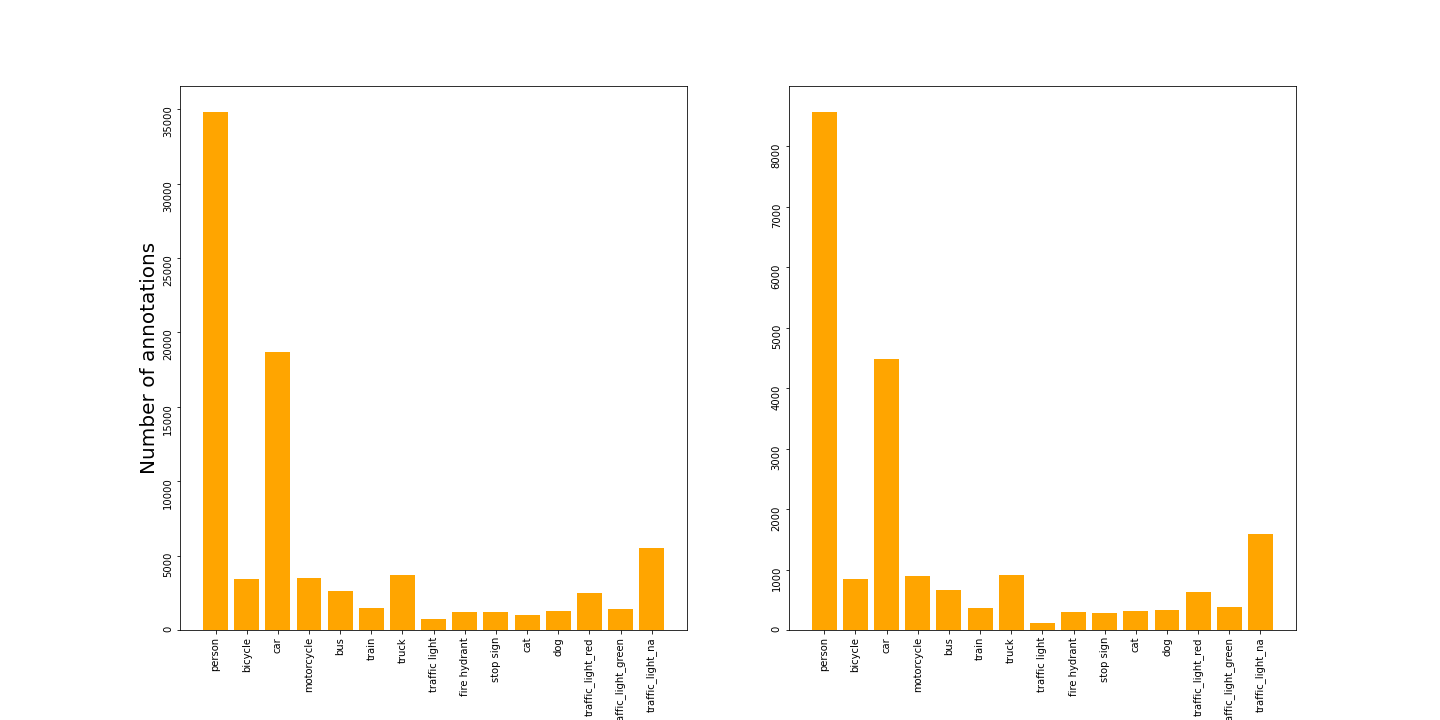 Number of annotations
35000
30000
25000
20000
15000
10000
5000
0
person
bicycle
car
motorcycle
bus
train
truck
traffic light
fire hydrant
stop sign
cat
dog
traffic_light_red
affic_light_green
traffic_light_na
8000
7000
6000
5000
4000
3000
2000
1000
0
person
bicycle
car
motorcycle
bus
train
truck
traffic light
fire hydrant
stop sign
cat
dog
traffic_light_red
affic_light_green
traffic_light_na